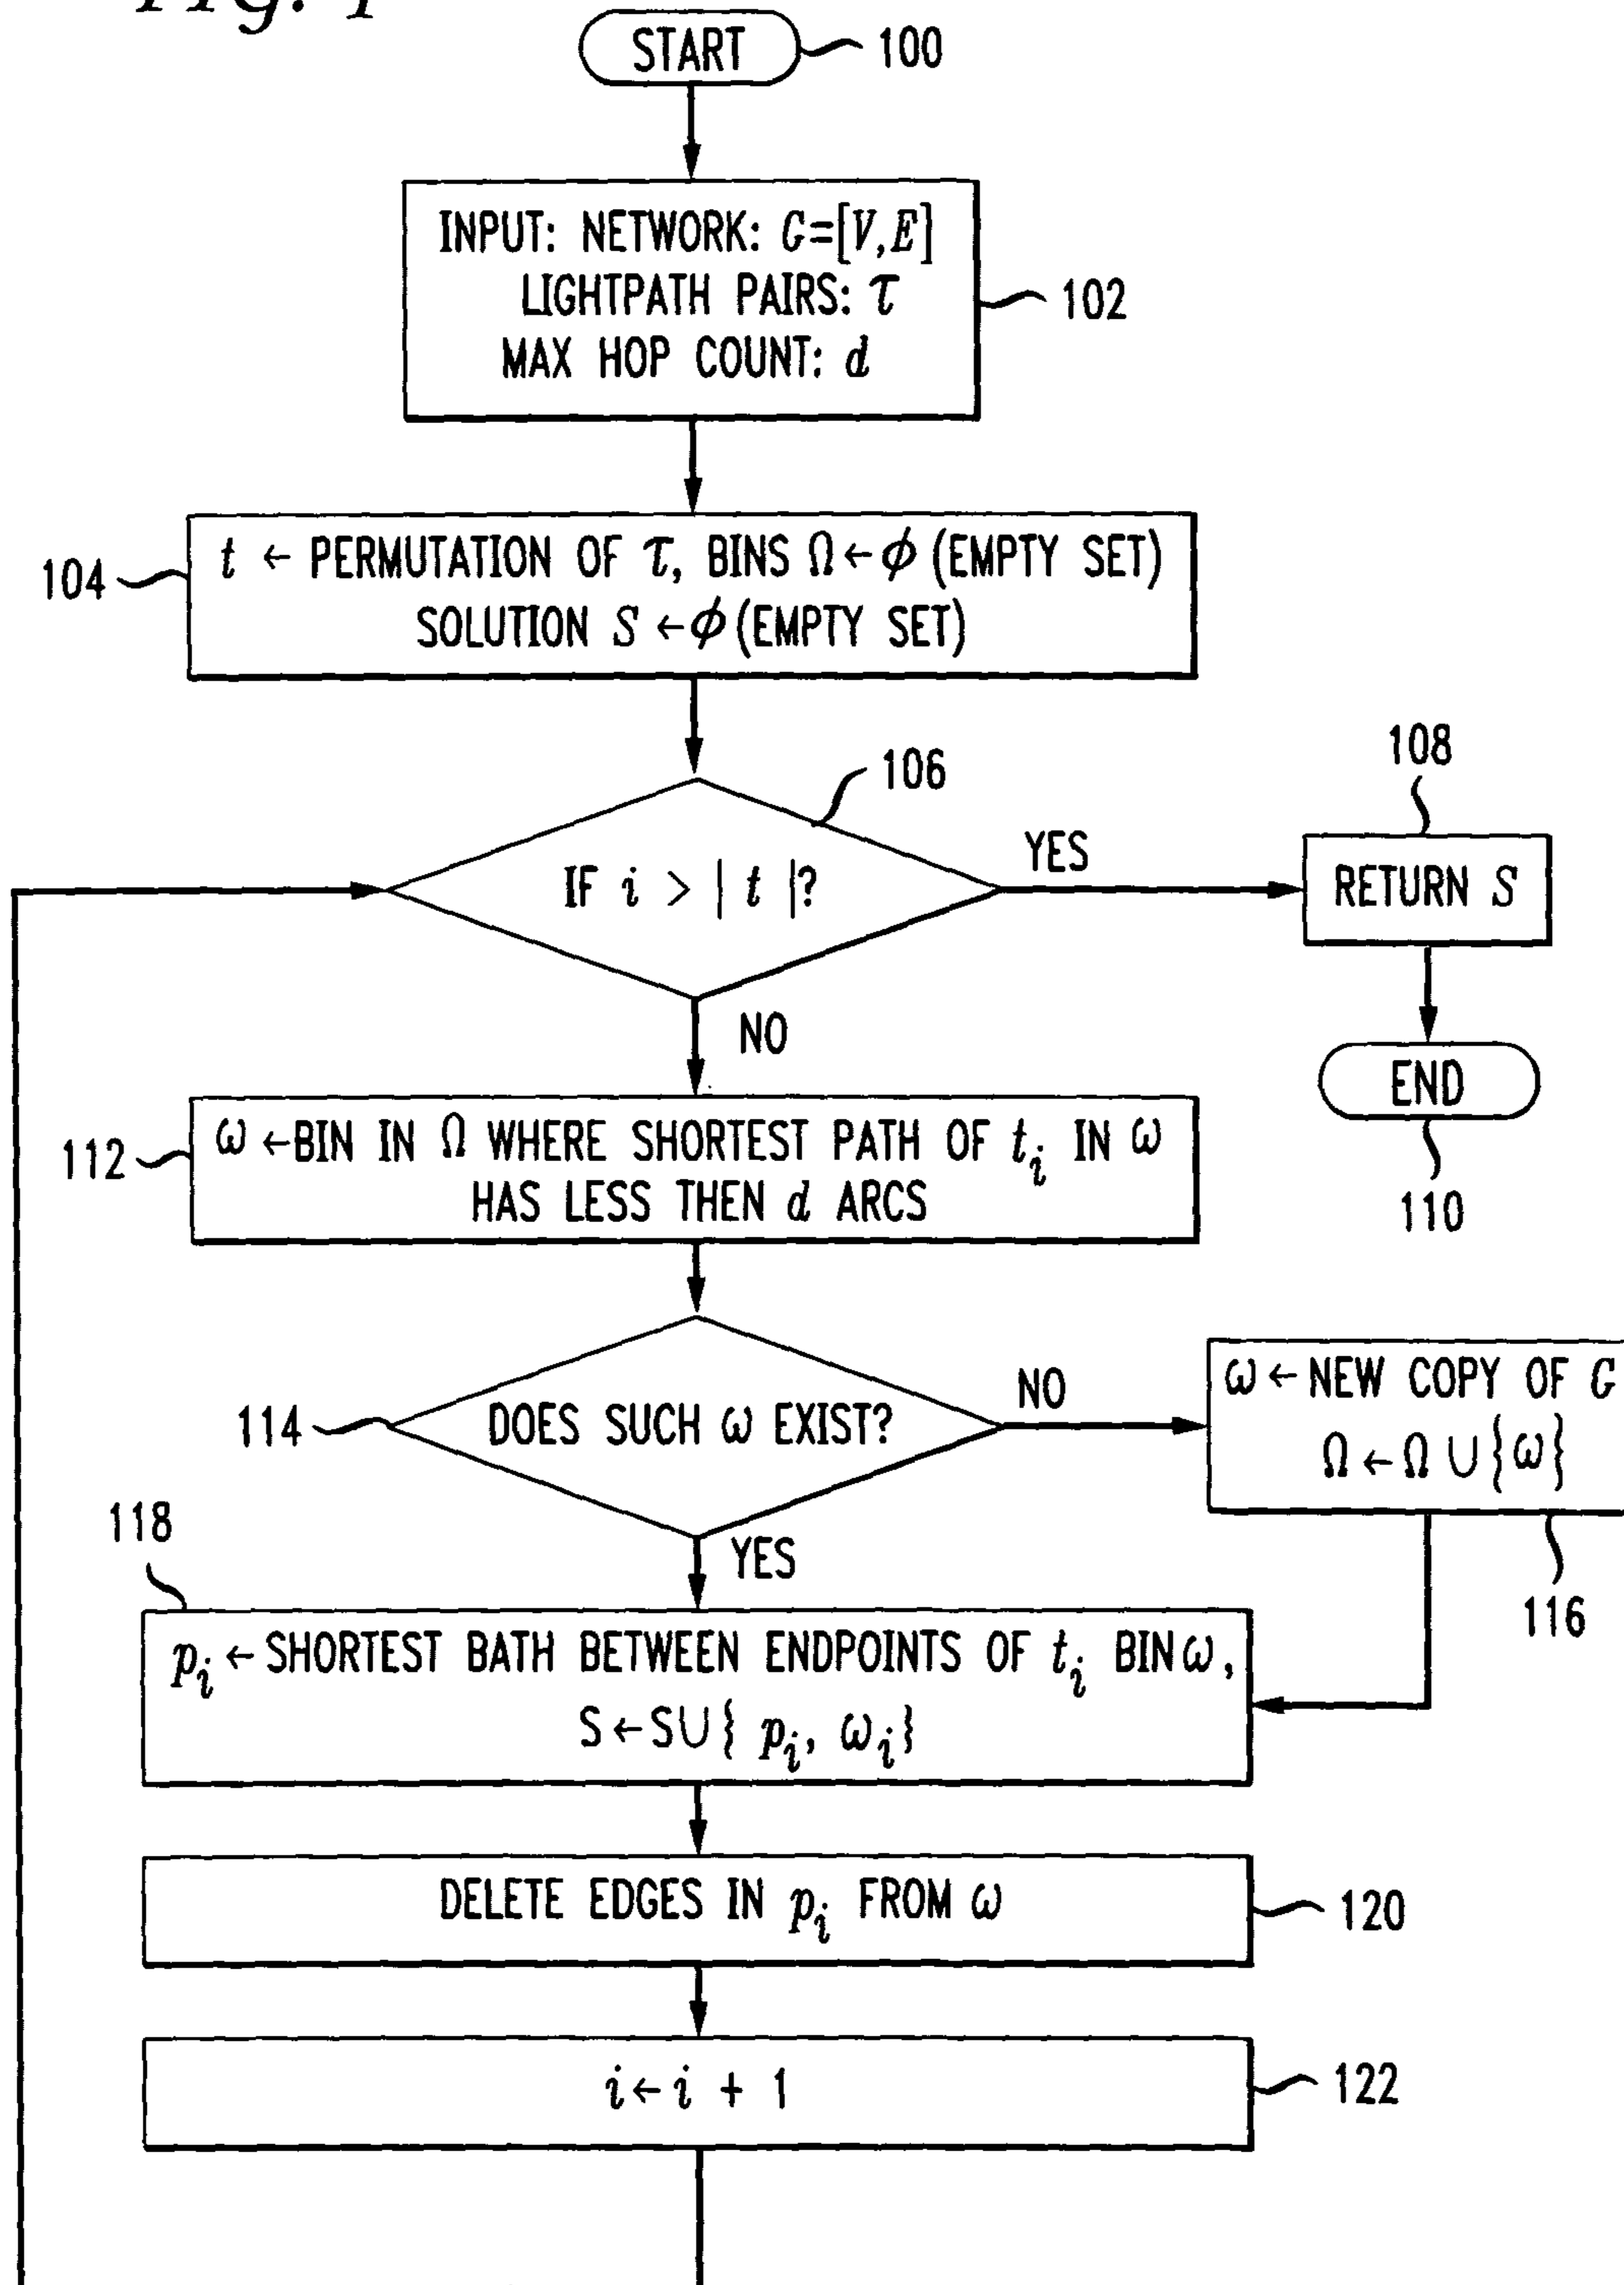 Fig. 1
START
100
INPUT: NETWORK: G=[V,E]
LIGHTPATH PAIRS: τ
MAX HOP COUNT: d
102
104
t ← PERMUTATION OF τ, BINS Ω←ϕ (EMPTY SET)
SOLUTION S ←ϕ (EMPTY SET)
106
IF i > | t |?
YES
108
RETURN S
END
110
NO
112
ω ←BIN IN Ω WHERE SHORTEST PATH OF t_i IN ω
HAS LESS THEN d ARCS
114
DOES SUCH ω EXIST?
NO
ω ← NEW COPY OF G
Ω ← Ω ∪ {ω}
116
YES
118
p_i ← SHORTEST BATH BETWEEN ENDPOINTS OF t_i BIN ω,
S ← S∪{ p_i, ω_i}
DELETE EDGES IN p_i FROM ω
120
i← i + 1
122